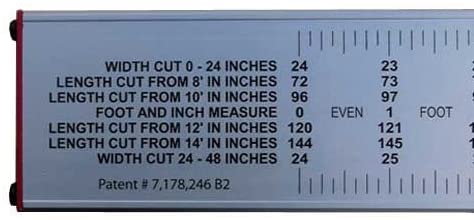 WIDTH CUT 0 - 24 INCHES 24 23
LENGTH CUT FROM 8' IN INCHES 72 73
LENGTH CUT FROM 10' IN INCHES 96 97
FOOT AND INCH MEASURE 0 EVEN 1 FOOT
LENGTH CUT FROM 12' IN INCHES 120 121
LENGTH CUT FROM 14' IN INCHES 144 145
WIDTH CUT 24 - 48 INCHES 24 25
Patent # 7,178,246 B2